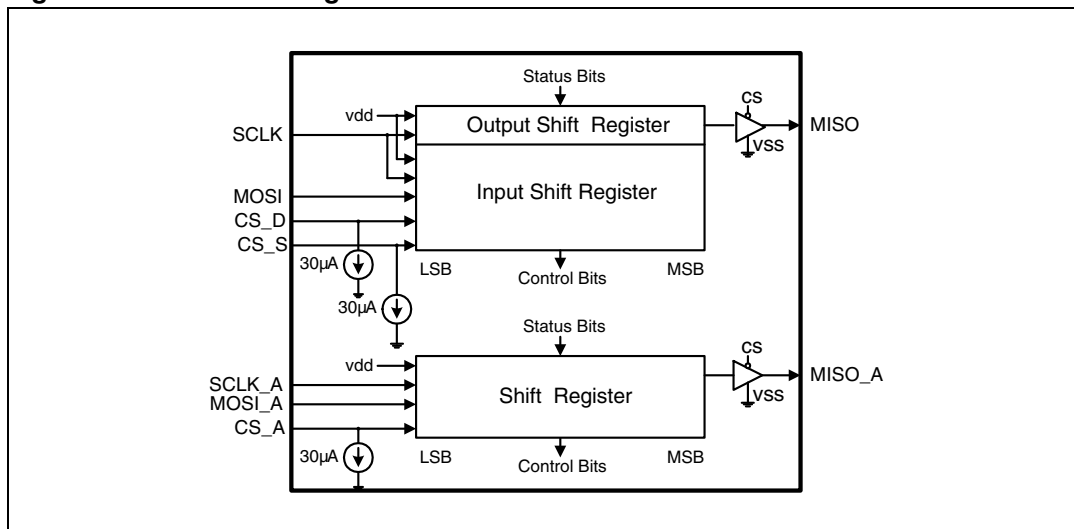 Status Bits
vdd
CS
Output Shift Register
MISO
SCLK
VSS
Input Shift Register
MOSI
CS_D
CS_S
30µA
LSB
MSB
Control Bits
30µA
Status Bits
vdd
CS
MISO_A
SCLK_A
VSS
Shift Register
MOSI_A
CS_A
30µA
LSB
MSB
Control Bits